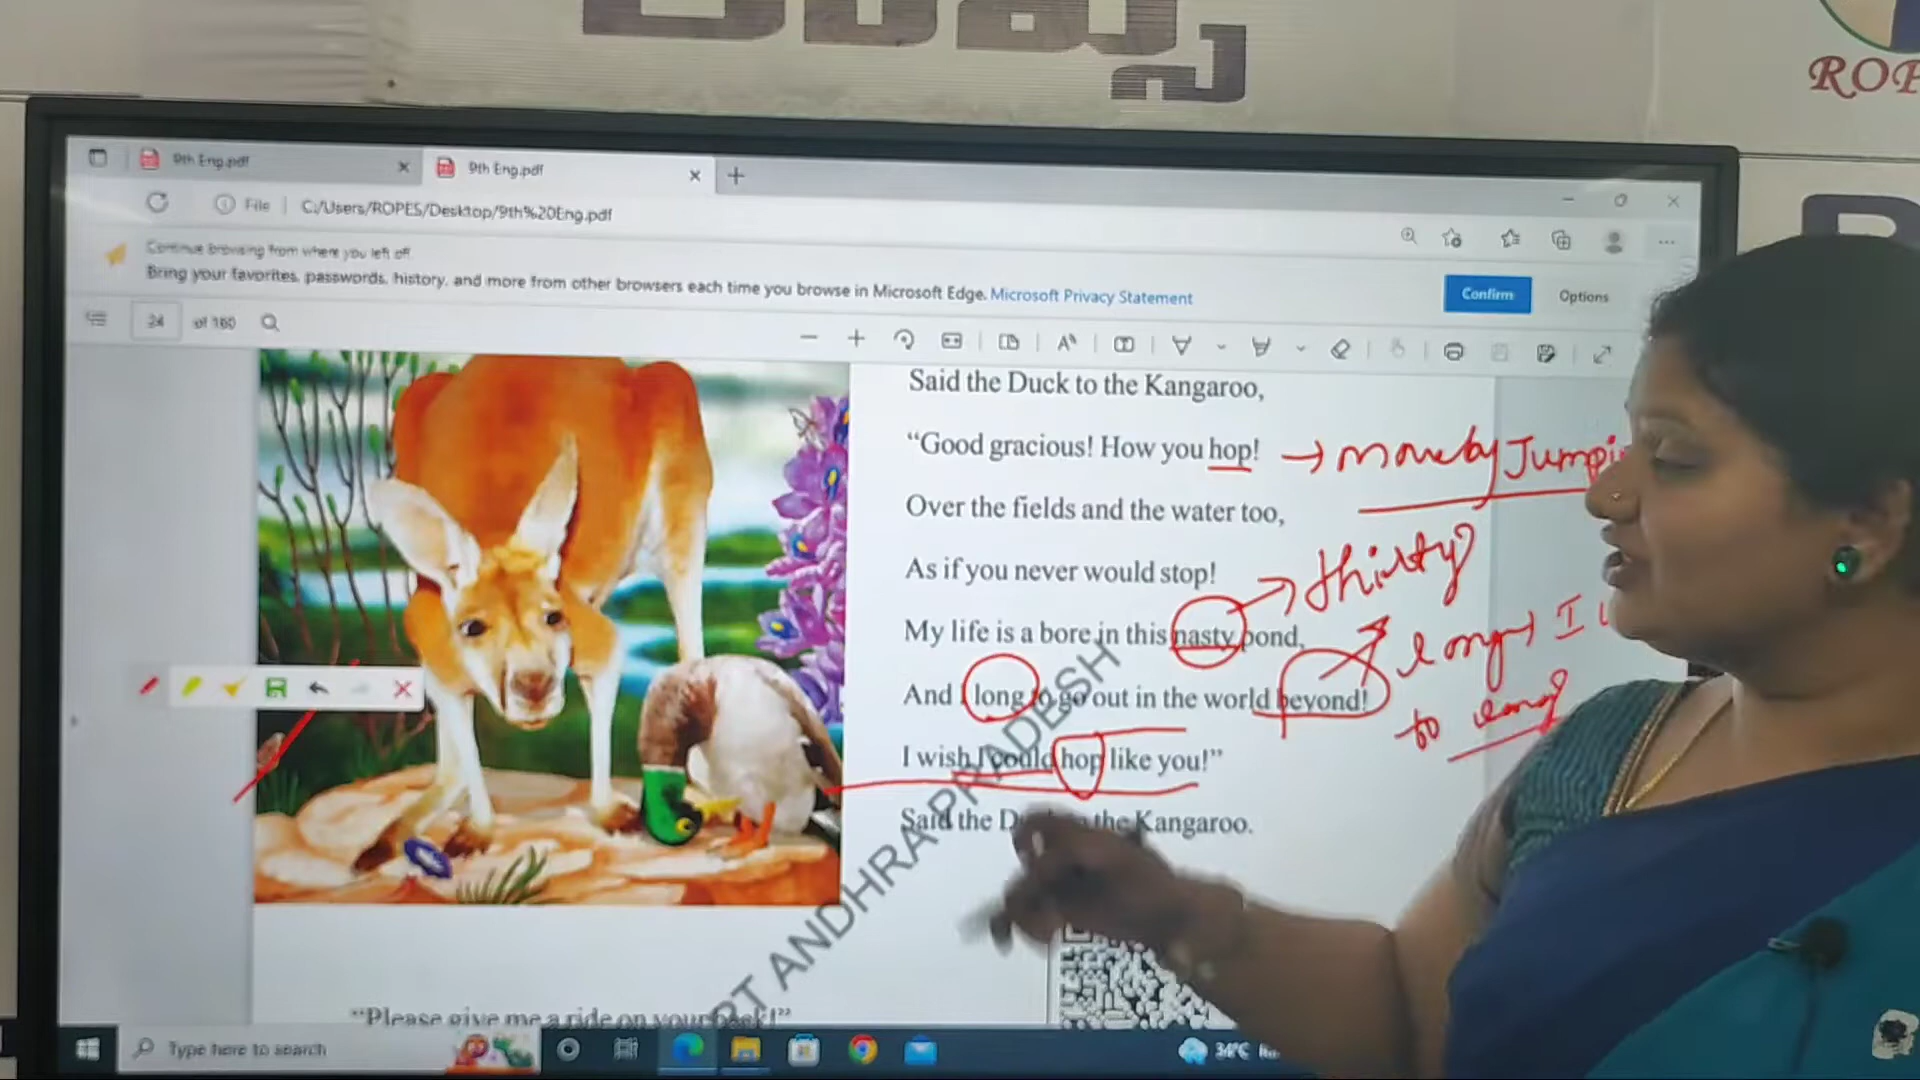 ROP
9th Eng.pdf
9th Eng.pdf
File C:/Users/ROPES/Desktop/9th%20Eng.pdf
Continue browsing from where you left off
Bring your favorites, passwords, history, and more from other browsers each time you browse in Microsoft Edge. Microsoft Privacy Statement
Confirm Options
24 of 160
Said the Duck to the Kangaroo,
“Good gracious! How you hop!
Over the fields and the water too,
As if you never would stop!
thirty
My life is a bore in this nasty pond,
And I long to go out in the world beyond!
I wish I could hop like you!”
Said the Duck to the Kangaroo.
ANDHRA PRADESH
“Please give me a ride on your back!”
Type here to search
34°C